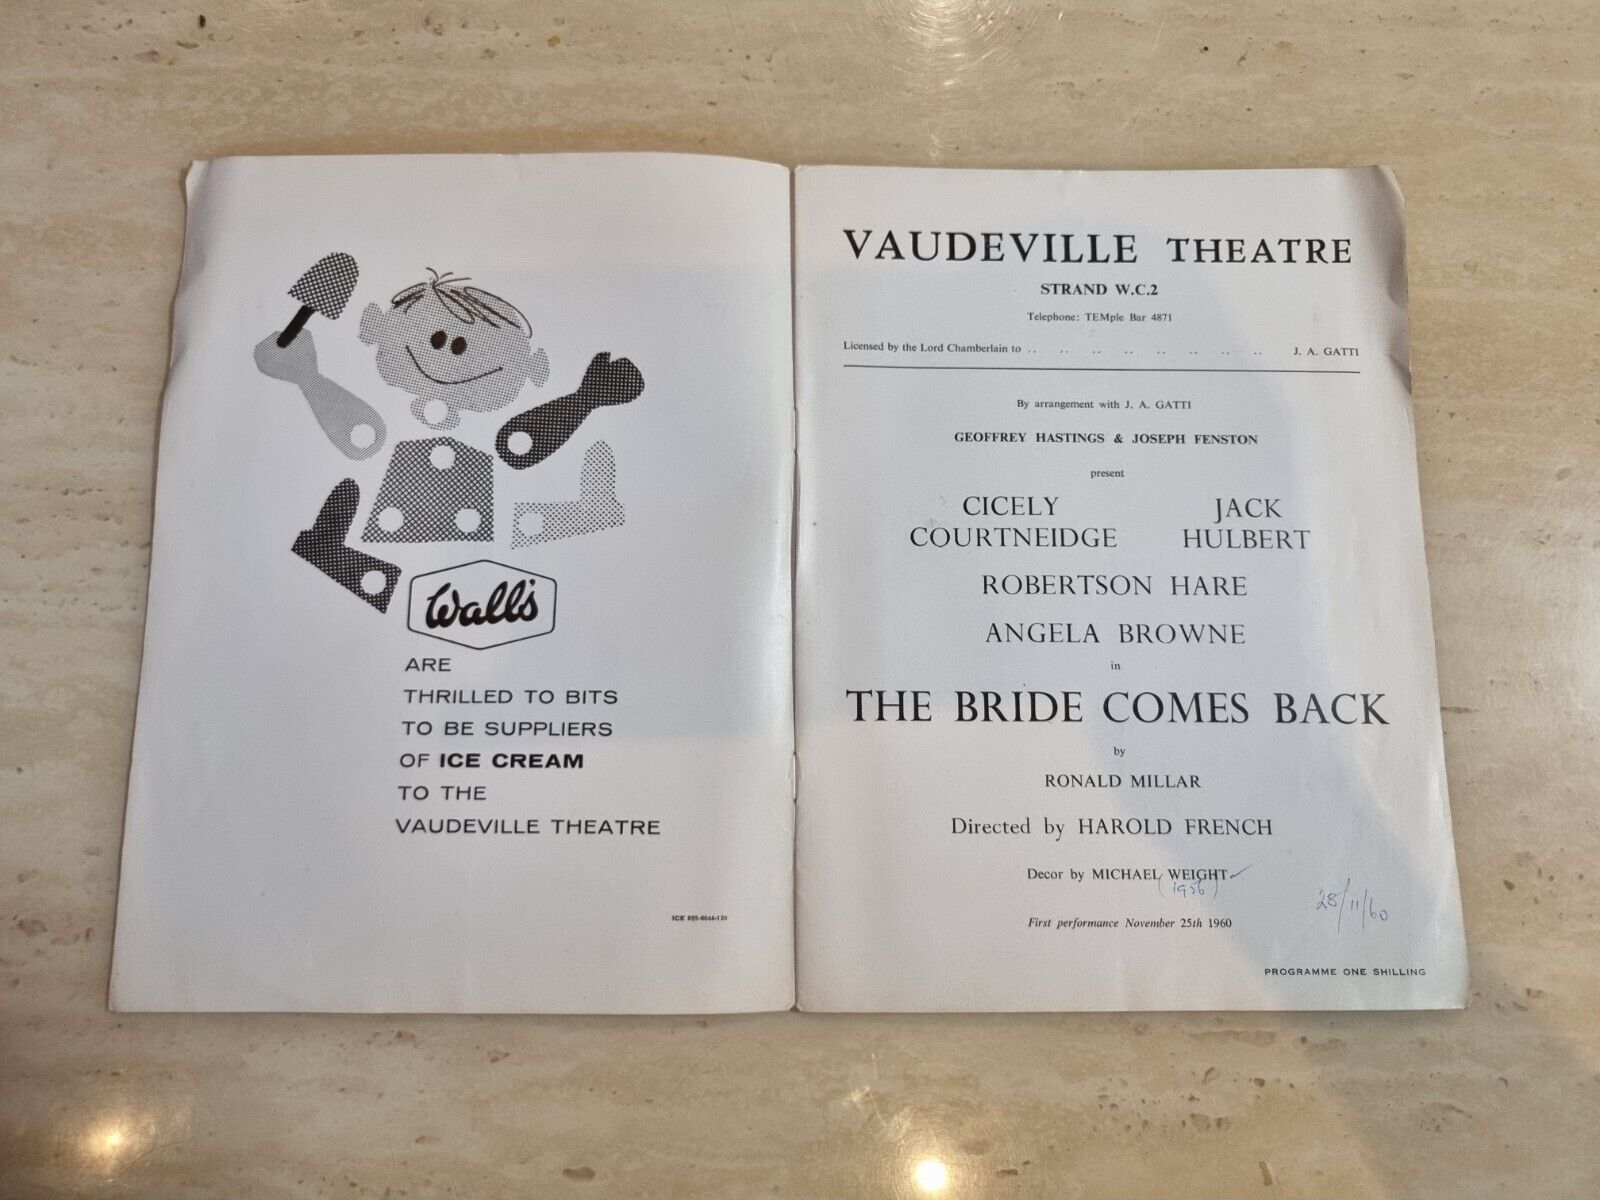 Wall's
ARE
THRILLED TO BITS
TO BE SUPPLIERS
OF ICE CREAM
TO THE
VAUDEVILLE THEATRE
VAUDEVILLE THEATRE
STRAND W.C.2
Telephone: TEMple Bar 4871
Licensed by the Lord Chamberlain to .. .. .. .. .. .. .. .. J. A. GATTI
By arrangement with J. A. GATTI
GEOFFREY HASTINGS & JOSEPH FENSTON
present
CICELY JACK
COURTNEIDGE HULBERT
ROBERTSON HARE
ANGELA BROWNE
in
THE BRIDE COMES BACK
by
RONALD MILLAR
Directed by HAROLD FRENCH
Decor by MICHAEL WEIGHT
(1956)
28/11/60
First performance November 25th 1960
PROGRAMME ONE SHILLING